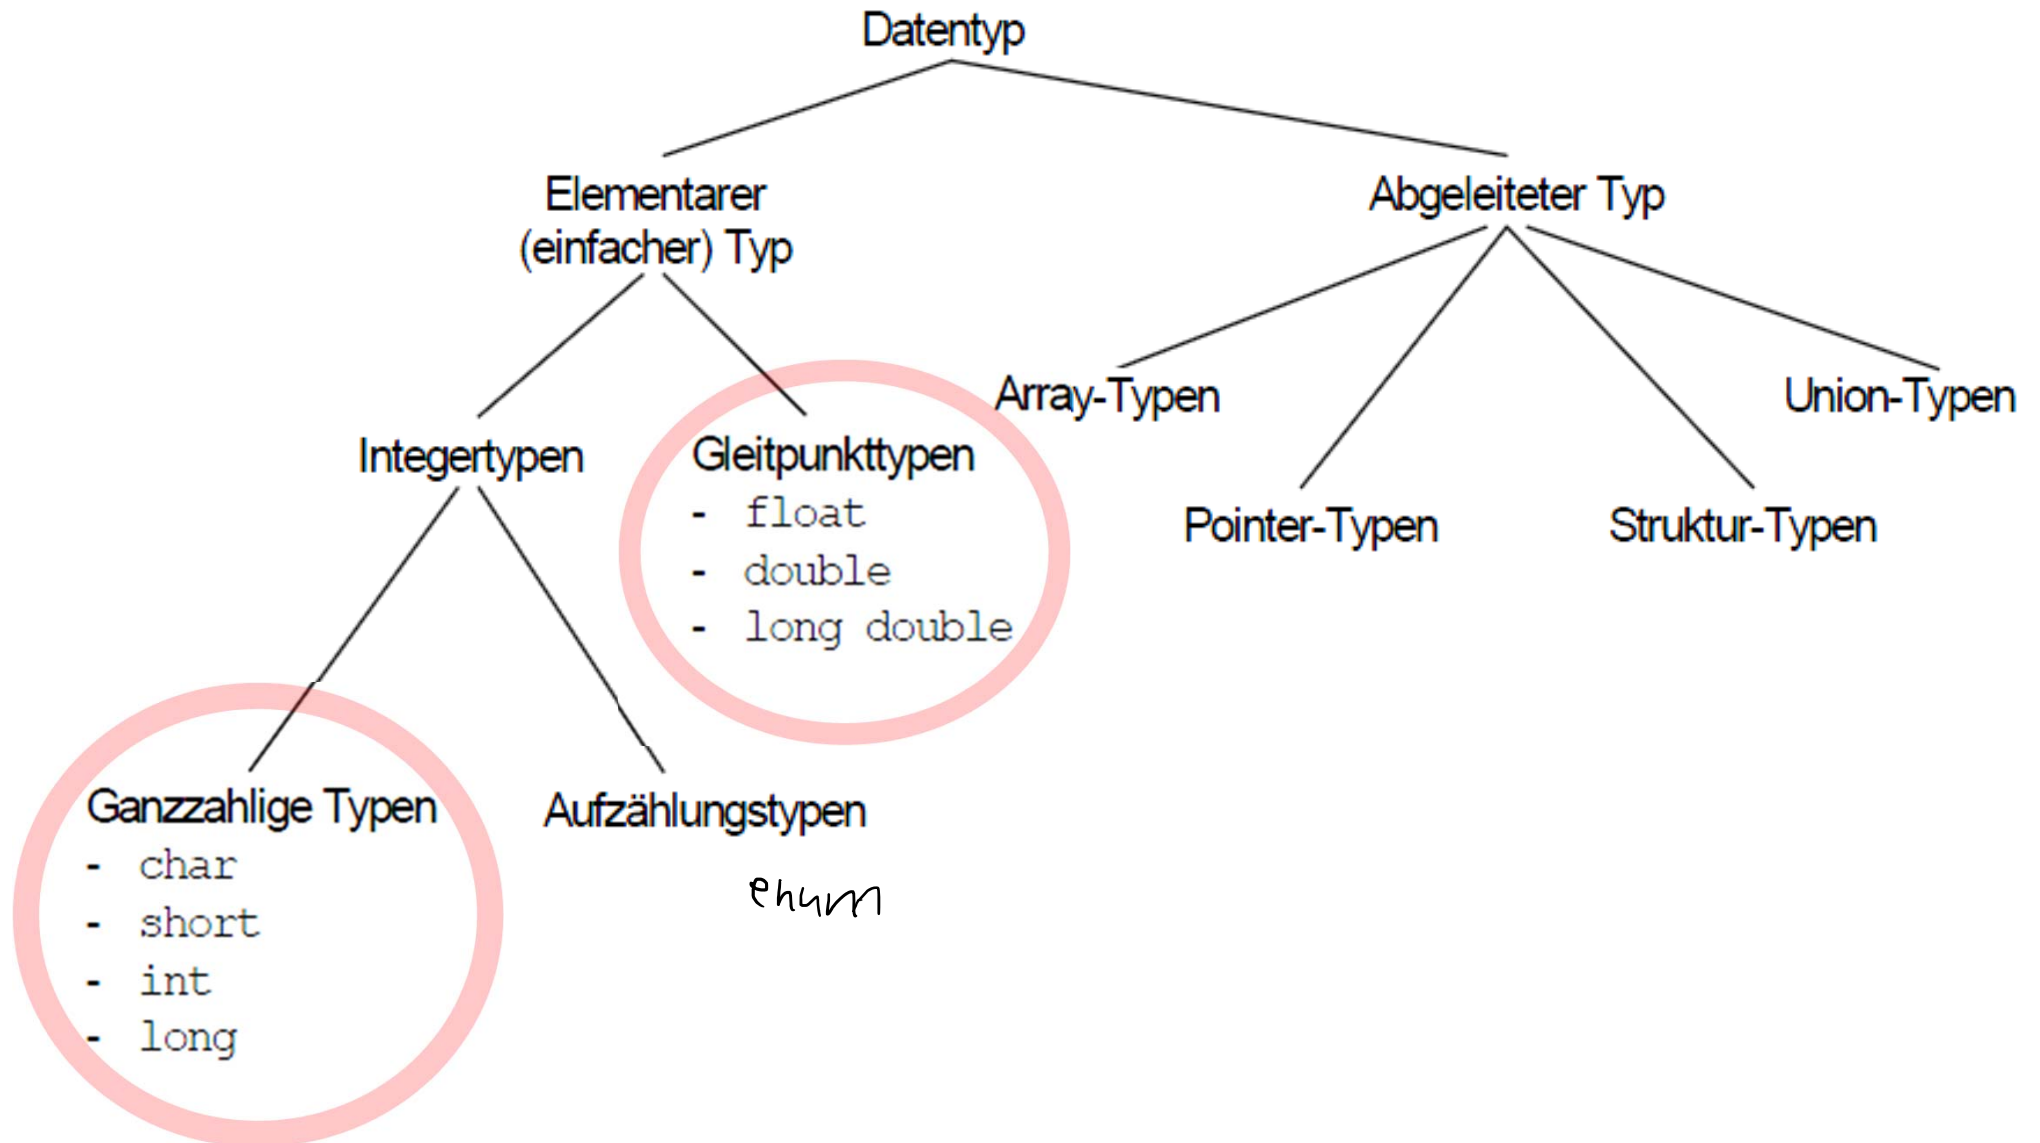 Datentyp
Elementarer
(einfacher) Typ
Abgeleiteter Typ
Integertypen
Gleitpunkttypen
- float
- double
- long double
Array-Typen
Pointer-Typen
Struktur-Typen
Union-Typen
Ganzzahlige Typen
- char
- short
- int
- long
Aufzählungstypen
enum